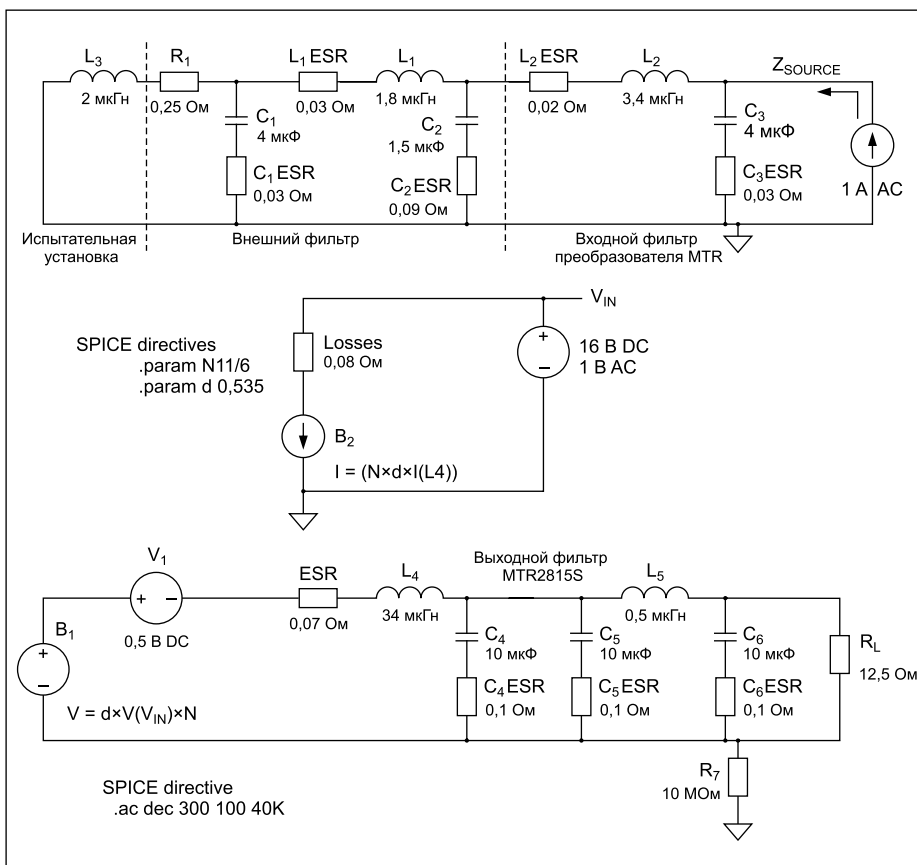 L3
2 мкГн
R1
0,25 Ом
L1 ESR
0,03 Ом
L1
1,8 мкГн
L2 ESR
0,02 Ом
L2
3,4 мкГн
ZSOURCE
C1
4 мкФ
C1 ESR
0,03 Ом
C2
1,5 мкФ
C2 ESR
0,09 Ом
C3
4 мкФ
C3 ESR
0,03 Ом
1 A AC
Испытательная
установка
Внешний фильтр
Входной фильтр
преобразователя MTR
VIN
SPICE directives
.param N11/6
.param d 0,535
Losses
0,08 Ом
+
−
16 В DC
1 В AC
B2
I = (N×d×I(L4))
V1
+ −
0,5 В DC
ESR
0,07 Ом
L4
34 мкГн
Выходной фильтр
MTR2815S
L5
0,5 мкГн
B1
+
−
V = d×V(VIN)×N
C4
10 мкФ
C4 ESR
0,1 Ом
C5
10 мкФ
C5 ESR
0,1 Ом
C6
10 мкФ
C6 ESR
0,1 Ом
RL
12,5 Ом
R7
10 МОм
SPICE directive
.ac dec 300 100 40K